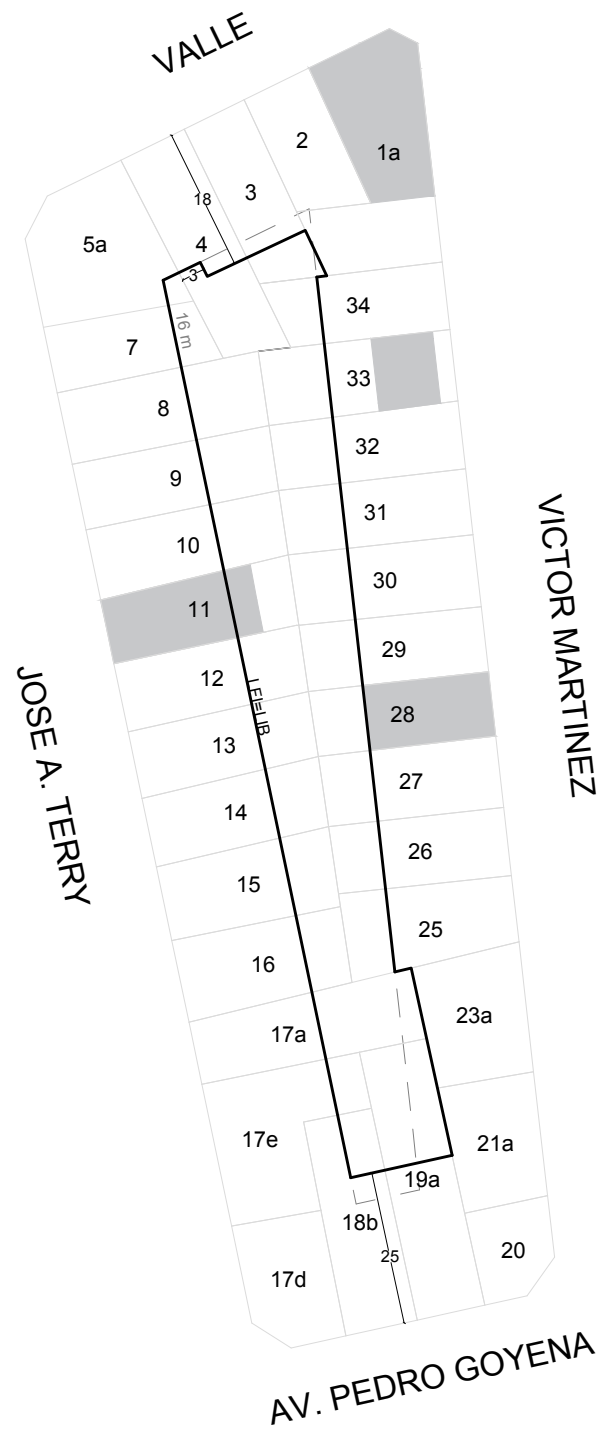 VALLE
2
1a
3
18
4
5a
-3-
34
16 m
7
33
8
32
9
31
10
30
11
29
12
28
LFI=LIB
13
27
14
26
15
25
16
23a
17a
17e
21a
19a
18b
20
25
17d
JOSE A. TERRY
VICTOR MARTINEZ
AV. PEDRO GOYENA